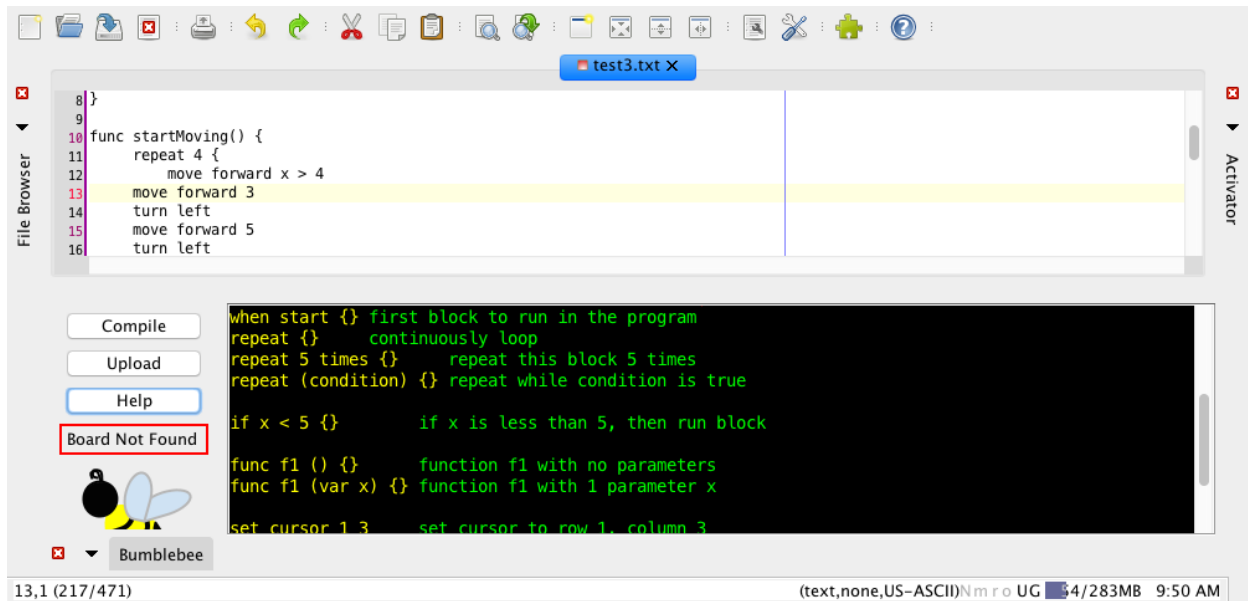 test3.txt X
File Browser
8 }
9
10 func startMoving() {
11 repeat 4 {
12 move forward x > 4
13 move forward 3
14 turn left
15 move forward 5
16 turn left
Activator
Compile
Upload
Help
Board Not Found
when start {} first block to run in the program
repeat {} continuously loop
repeat 5 times {} repeat this block 5 times
repeat (condition) {} repeat while condition is true
if x < 5 {} if x is less than 5, then run block
func f1 () {} function f1 with no parameters
func f1 (var x) {} function f1 with 1 parameter x
set cursor 1 3 set cursor to row 1, column 3
Bumblebee
13,1 (217/471) (text,none,US-ASCII)N m r o UG 54/283MB 9:50 AM